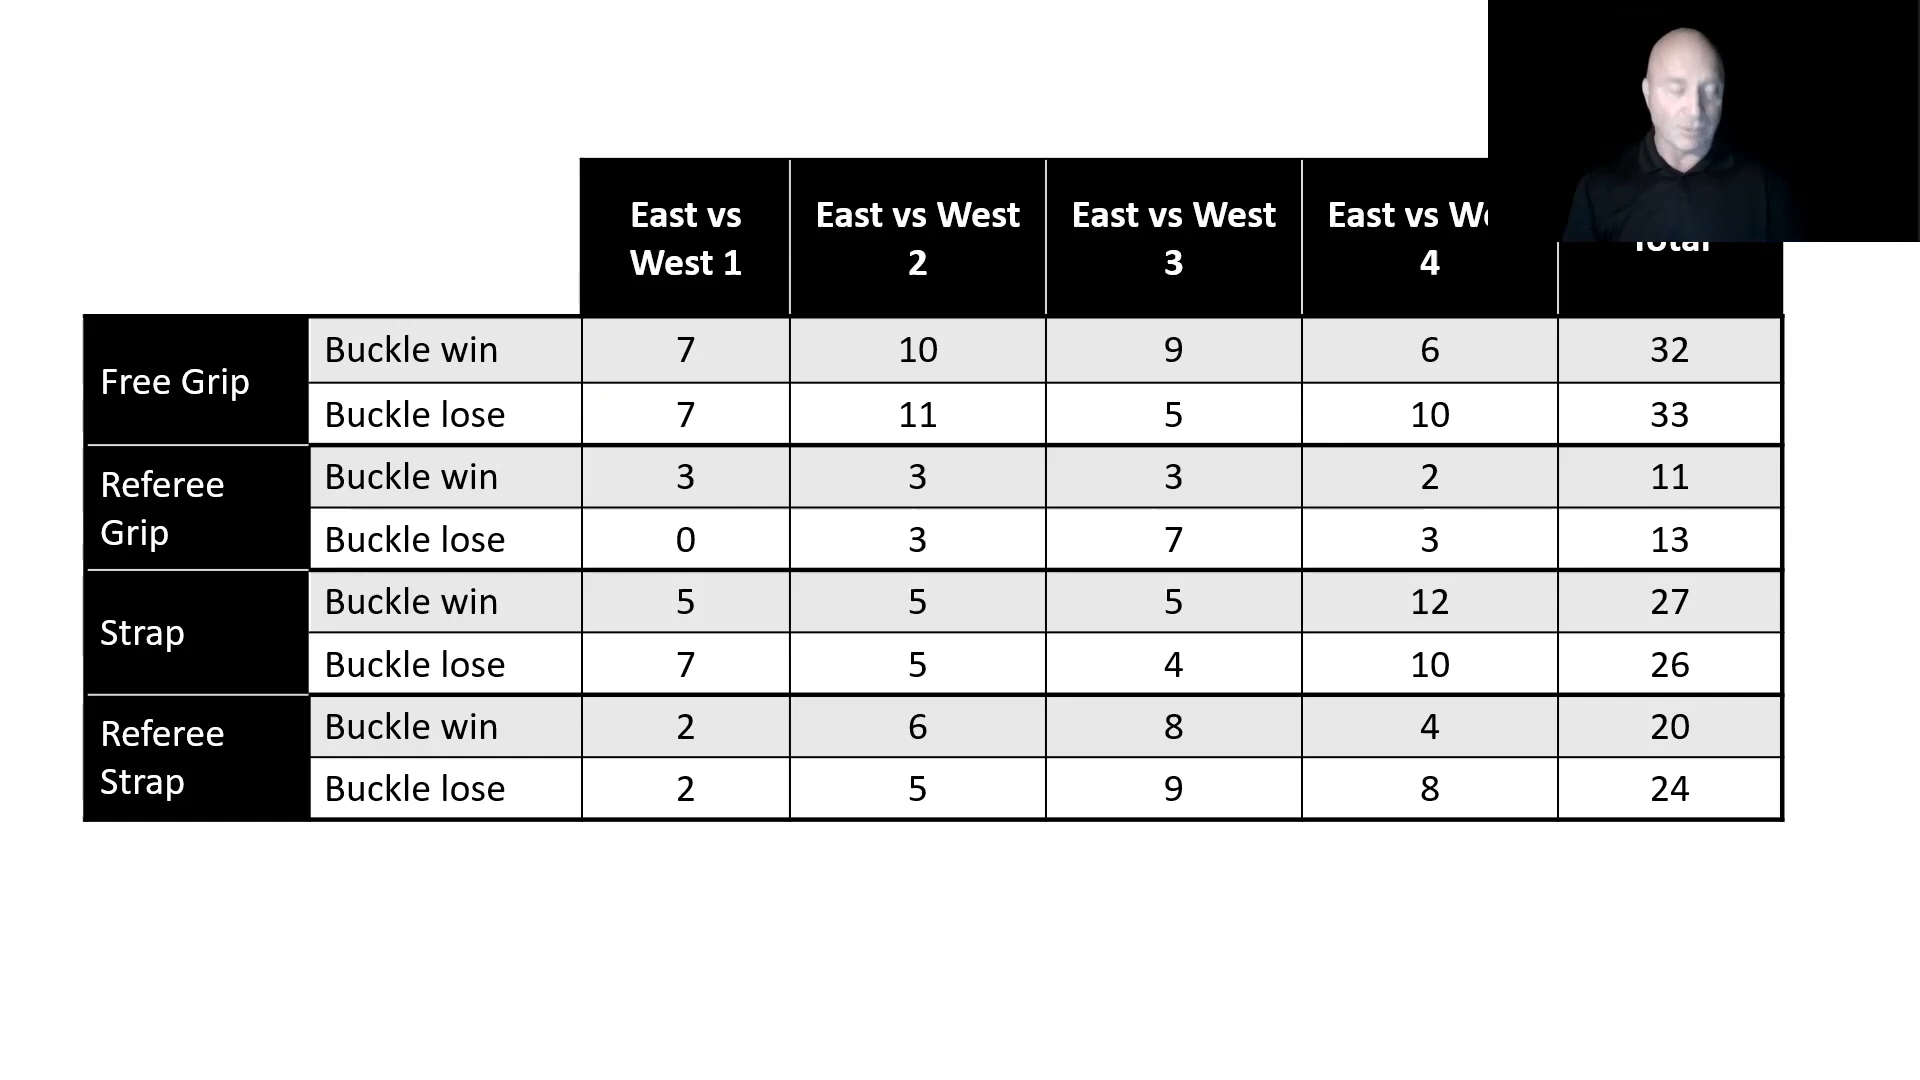 East vs
West 1
East vs West
2
East vs West
3
East vs
4
Total
Free Grip
Buckle win 7 10 9 6 32
Buckle lose 7 11 5 10 33
Referee
Grip
Buckle win 3 3 3 2 11
Buckle lose 0 3 7 3 13
Strap
Buckle win 5 5 5 12 27
Buckle lose 7 5 4 10 26
Referee
Strap
Buckle win 2 6 8 4 20
Buckle lose 2 5 9 8 24